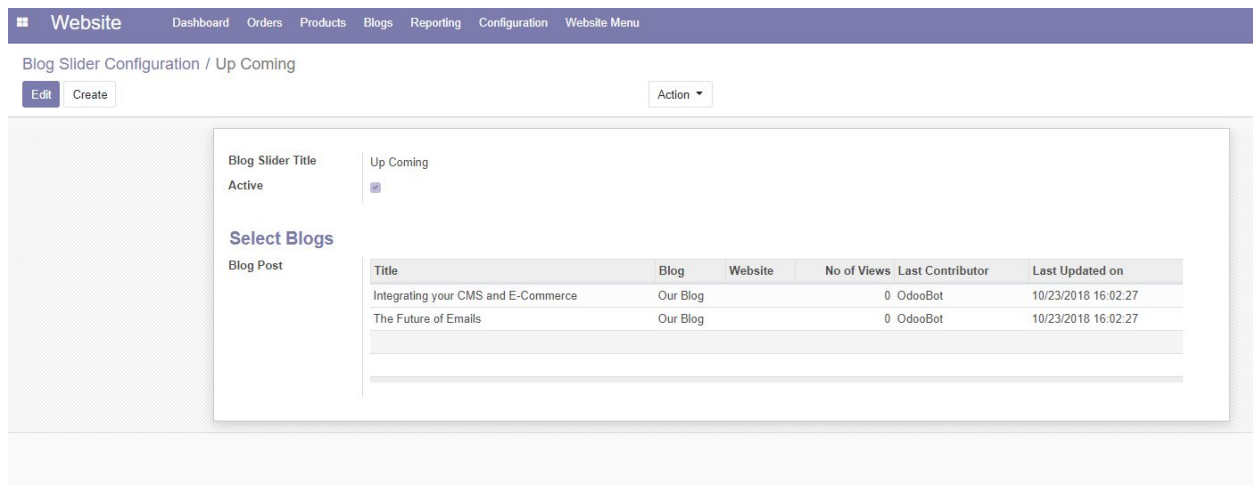 Website Dashboard Orders Products Blogs Reporting Configuration Website Menu
Blog Slider Configuration / Up Coming
Edit Create Action
Blog Slider Title Up Coming
Active
Select Blogs
Blog Post
Title Blog Website No of Views Last Contributor Last Updated on
Integrating your CMS and E-Commerce Our Blog 0 OdooBot 10/23/2018 16:02:27
The Future of Emails Our Blog 0 OdooBot 10/23/2018 16:02:27